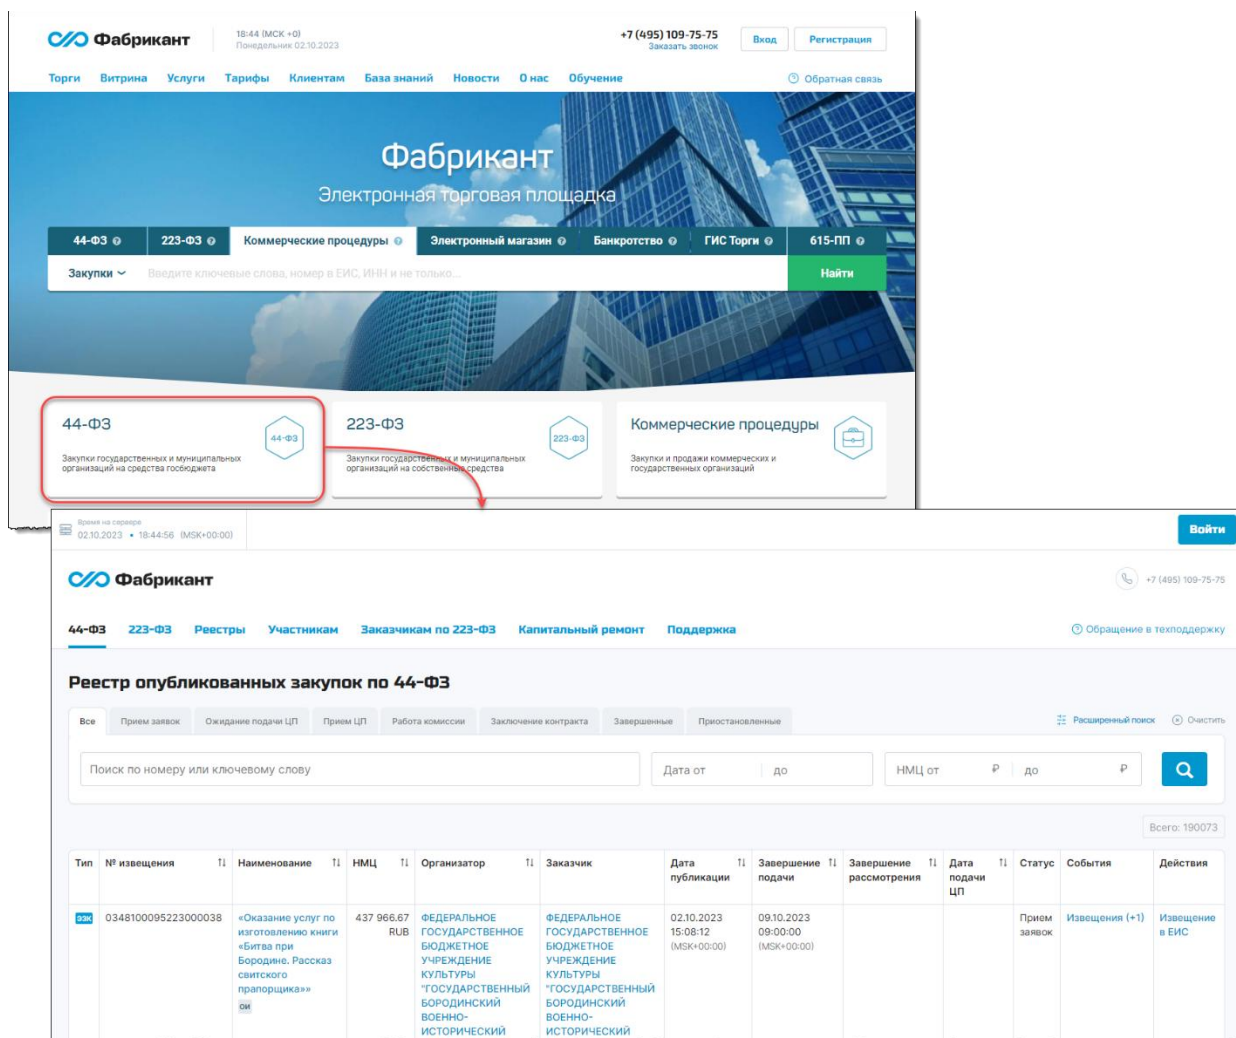 Фабрикант
18:44 (МСК +0)
Понедельник 02.10.2023
+7 (495) 109-75-75
Заказать звонок
Вход
Регистрация
Торги Витрина Услуги Тарифы Клиентам База знаний Новости О нас Обучение
Обратная связь
Фабрикант
Электронная торговая площадка
44-ФЗ 223-ФЗ Коммерческие процедуры Электронный магазин Банкротство ГИС Торги 615-ПП
Закупки Введите ключевые слова, номер в ЕИС, ИНН и не только... Найти
44-ФЗ
44-ФЗ
Закупки государственных и муниципальных
организаций на средства госбюджета
223-ФЗ
223-ФЗ
Закупки государственных и муниципальных
организаций на собственные средства
Коммерческие процедуры
Закупки и продажи коммерческих и
государственных организаций
Время на сервере
02.10.2023 • 18:44:56 (MSK+00:00)
Войти
Фабрикант
+7 (495) 109-75-75
44-ФЗ 223-ФЗ Реестры Участникам Заказчикам по 223-ФЗ Капитальный ремонт Поддержка
Обращение в техподдержку
Реестр опубликованных закупок по 44-ФЗ
Все Прием заявок Ожидание подачи ЦП Прием ЦП Работа комиссии Заключение контракта Завершенные Приостановленные
Расширенный поиск Очистить
Поиск по номеру или ключевому слову
Дата от до
НМЦ от ₽ до ₽
Всего: 190073
Тип № извещения Наименование НМЦ Организатор Заказчик
Дата публикации
Завершение подачи
Завершение рассмотрения
Дата подачи ЦП
Статус События Действия
ЭЗК
0348100095223000038
«Оказание услуг по
изготовлению книги
«Битва при
Бородине. Рассказ
свитского
прапорщика»»
ОИ
437 966.67
RUB
ФЕДЕРАЛЬНОЕ
ГОСУДАРСТВЕННОЕ
БЮДЖЕТНОЕ
УЧРЕЖДЕНИЕ
КУЛЬТУРЫ
"ГОСУДАРСТВЕННЫЙ
БОРОДИНСКИЙ
ВОЕННО-
ИСТОРИЧЕСКИЙ
ФЕДЕРАЛЬНОЕ
ГОСУДАРСТВЕННОЕ
БЮДЖЕТНОЕ
УЧРЕЖДЕНИЕ
КУЛЬТУРЫ
"ГОСУДАРСТВЕННЫЙ
БОРОДИНСКИЙ
ВОЕННО-
ИСТОРИЧЕСКИЙ
02.10.2023
15:08:12
(MSK+00:00)
09.10.2023
09:00:00
(MSK+00:00)
Прием
заявок
Извещения (+1)
Извещение
в ЕИС